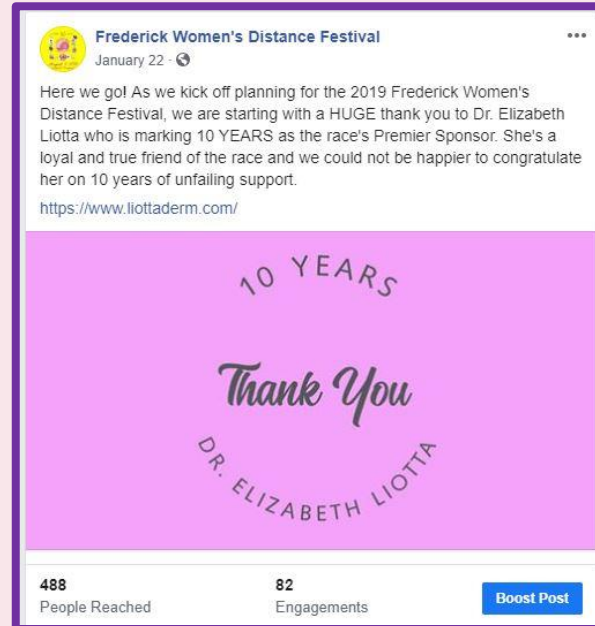 Frederick Women's Distance Festival
January 22 ·
Here we go! As we kick off planning for the 2019 Frederick Women's
Distance Festival, we are starting with a HUGE thank you to Dr. Elizabeth
Liotta who is marking 10 YEARS as the race's Premier Sponsor. She's a
loyal and true friend of the race and we could not be happier to congratulate
her on 10 years of unfailing support.
https://www.liottaderm.com/
10 YEARS
Thank You
DR. ELIZABETH LIOTTA
488
People Reached
82
Engagements
Boost Post